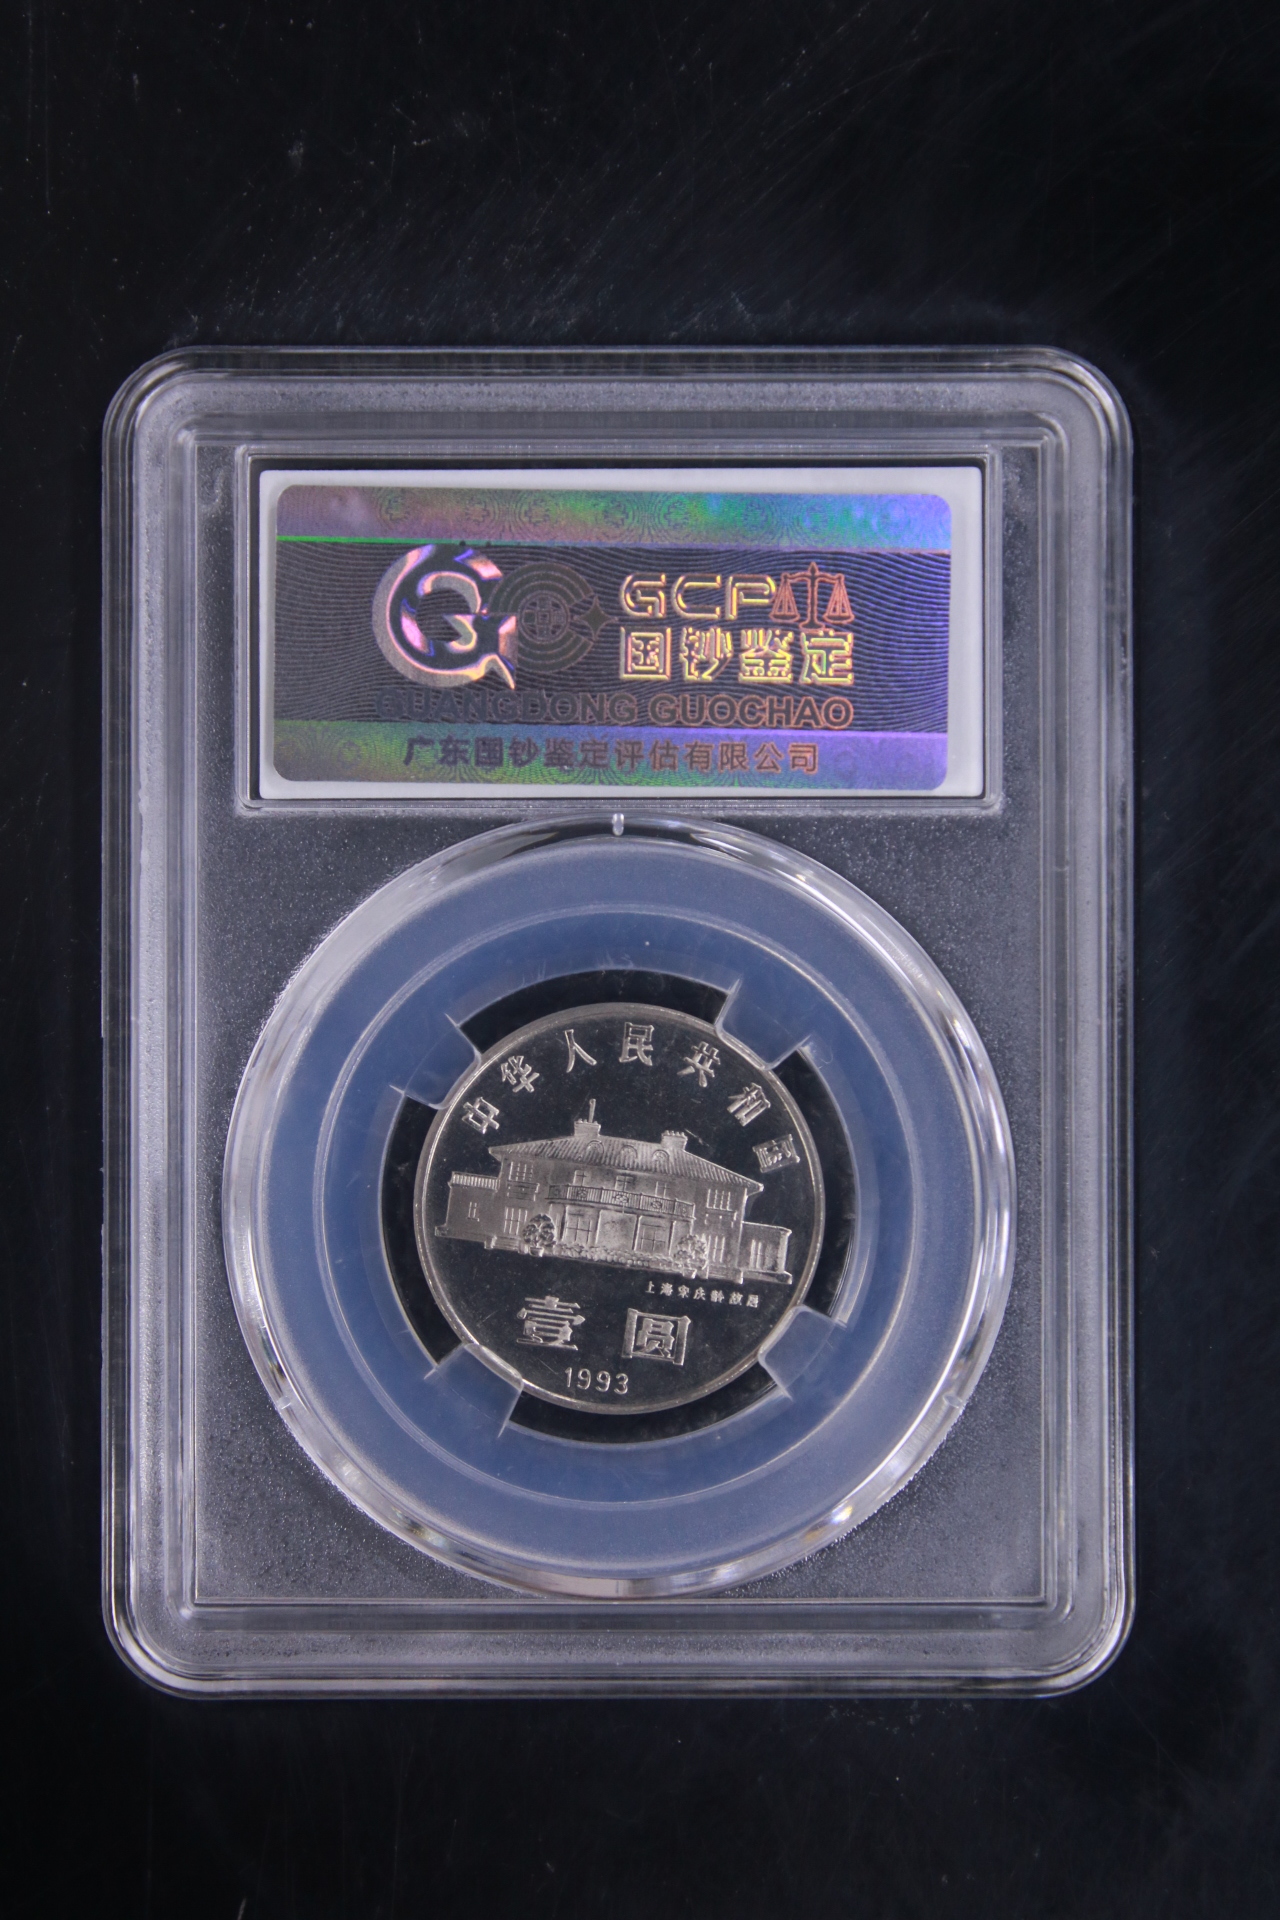 GCP
国钞鉴定
GUANGDONG GUOCHAO
广东国钞鉴定评估有限公司
中华人民共和国
上海宋庆龄故居
壹圆
1993